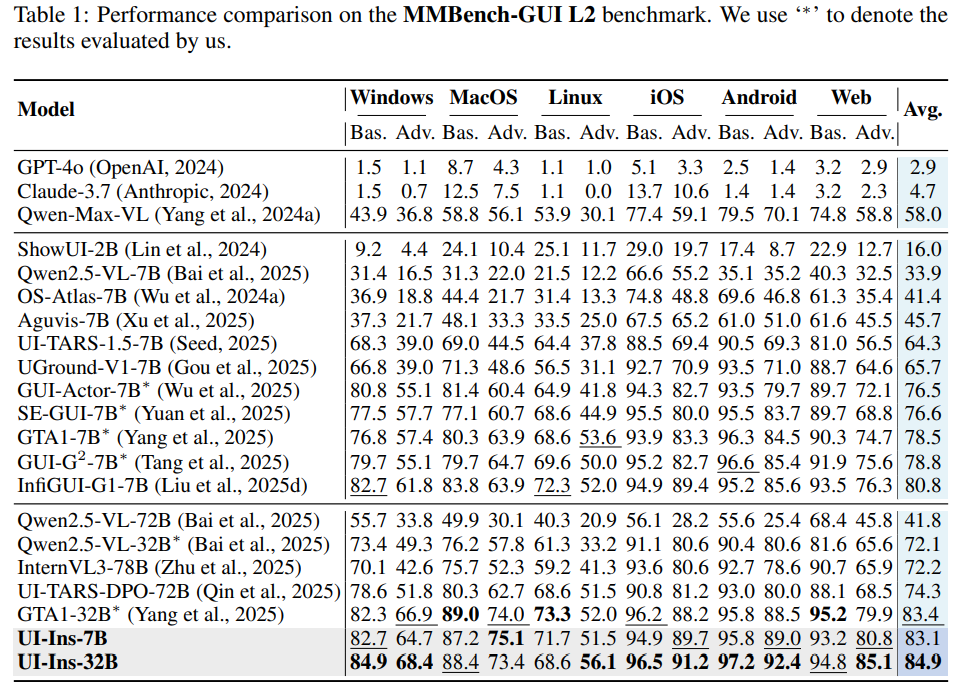 Table 1: Performance comparison on the MMBench-GUI L2 benchmark. We use ‘*’ to denote the
results evaluated by us.
Model Windows MacOS Linux iOS Android Web Avg.
Bas. Adv. Bas. Adv. Bas. Adv. Bas. Adv. Bas. Adv. Bas. Adv.
GPT-4o (OpenAI, 2024) 1.5 1.1 8.7 4.3 1.1 1.0 5.1 3.3 2.5 1.4 3.2 2.9 2.9
Claude-3.7 (Anthropic, 2024) 1.5 0.7 12.5 7.5 1.1 0.0 13.7 10.6 1.4 1.4 3.2 2.3 4.7
Qwen-Max-VL (Yang et al., 2024a) 43.9 36.8 58.8 56.1 53.9 30.1 77.4 59.1 79.5 70.1 74.8 58.8 58.0
ShowUI-2B (Lin et al., 2024) 9.2 4.4 24.1 10.4 25.1 11.7 29.0 19.7 17.4 8.7 22.9 12.7 16.0
Qwen2.5-VL-7B (Bai et al., 2025) 31.4 16.5 31.3 22.0 21.5 12.2 66.6 55.2 35.1 35.2 40.3 32.5 33.9
OS-Atlas-7B (Wu et al., 2024a) 36.9 18.8 44.4 21.7 31.4 13.3 74.8 48.8 69.6 46.8 61.3 35.4 41.4
Aguvis-7B (Xu et al., 2025) 37.3 21.7 48.1 33.3 33.5 25.0 67.5 65.2 61.0 51.0 61.6 45.5 45.7
UI-TARS-1.5-7B (Seed, 2025) 68.3 39.0 69.0 44.5 64.4 37.8 88.5 69.4 90.5 69.3 81.0 56.5 64.3
UGround-V1-7B (Gou et al., 2025) 66.8 39.0 71.3 48.6 56.5 31.1 92.7 70.9 93.5 71.0 88.7 64.6 65.7
GUI-Actor-7B* (Wu et al., 2025) 80.8 55.1 81.4 60.4 64.9 41.8 94.3 82.7 93.5 79.7 89.7 72.1 76.5
SE-GUI-7B* (Yuan et al., 2025) 77.5 57.7 77.1 60.7 68.6 44.9 95.5 80.0 95.5 83.7 89.7 68.8 76.6
GTA1-7B* (Yang et al., 2025) 76.8 57.4 80.3 63.9 68.6 53.6 93.9 83.3 96.3 84.5 90.3 74.7 78.5
GUI-G²-7B* (Tang et al., 2025) 79.7 55.1 79.7 64.7 69.6 50.0 95.2 82.7 96.6 85.4 91.9 75.6 78.8
InfiGUI-G1-7B (Liu et al., 2025d) 82.7 61.8 83.8 63.9 72.3 52.0 94.9 89.4 95.2 85.6 93.5 76.3 80.8
Qwen2.5-VL-72B (Bai et al., 2025) 55.7 33.8 49.9 30.1 40.3 20.9 56.1 28.2 55.6 25.4 68.4 45.8 41.8
Qwen2.5-VL-32B* (Bai et al., 2025) 73.4 49.3 76.2 57.8 61.3 33.2 91.1 80.6 90.4 80.6 81.6 65.6 72.1
InternVL3-78B (Zhu et al., 2025) 70.1 42.6 75.7 52.3 59.2 41.3 93.6 80.6 92.7 78.6 90.7 65.9 72.2
UI-TARS-DPO-72B (Qin et al., 2025) 78.6 51.8 80.3 62.7 68.6 51.5 90.8 81.2 93.0 80.0 88.1 68.5 74.3
GTA1-32B* (Yang et al., 2025) 82.3 66.9 89.0 74.0 73.3 52.0 96.2 88.2 95.8 88.5 95.2 79.9 83.4
UI-Ins-7B 82.7 64.7 87.2 75.1 71.7 51.5 94.9 89.7 95.8 89.0 93.2 80.8 83.1
UI-Ins-32B 84.9 68.4 88.4 73.4 68.6 56.1 96.5 91.2 97.2 92.4 94.8 85.1 84.9